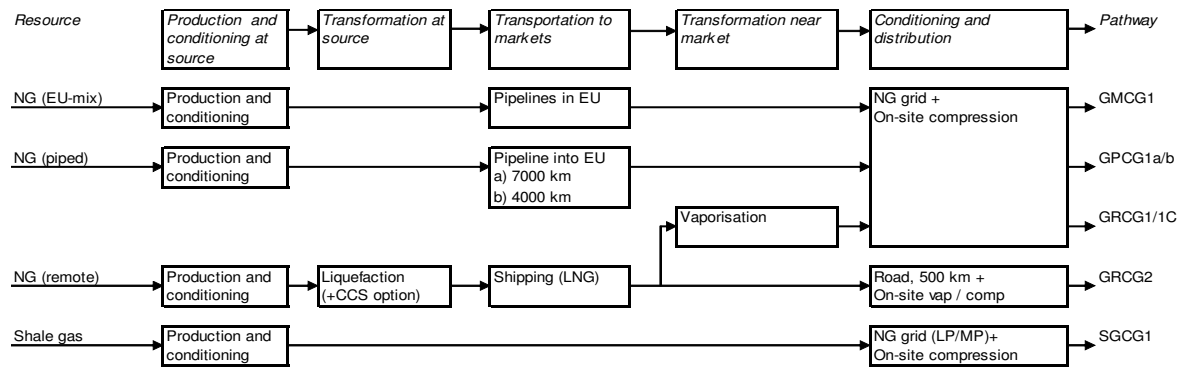 Resource
Production and
conditioning at
source
Transformation at
source
Transportation to
markets
Transformation near
market
Conditioning and
distribution
Pathway
NG (EU-mix)
Production and
conditioning
Pipelines in EU
NG grid +
On-site compression
GMCG1
NG (piped)
Production and
conditioning
Pipeline into EU
a) 7000 km
b) 4000 km
GPCG1a/b
Vaporisation
GRCG1/1C
NG (remote)
Production and
conditioning
Liquefaction
(+CCS option)
Shipping (LNG)
Road, 500 km +
On-site vap / comp
GRCG2
Shale gas
Production and
conditioning
NG grid (LP/MP)+
On-site compression
SGCG1